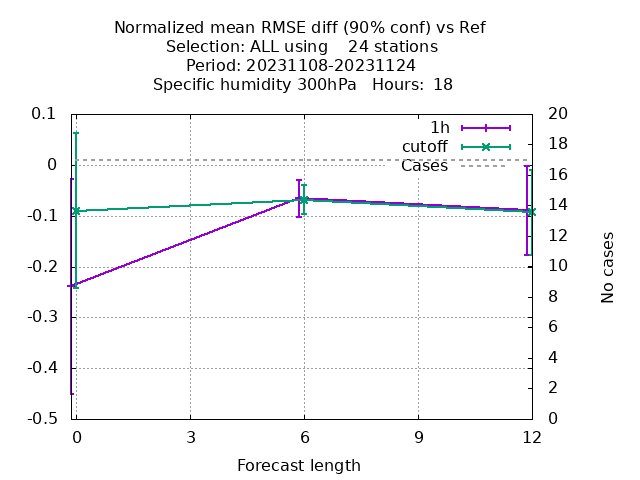 Normalized mean RMSE diff (90% conf) vs Ref
Selection: ALL using    24 stations
Period: 20231108-20231124
Specific humidity 300hPa   Hours:  18
0.1
0
-0.1
-0.2
-0.3
-0.4
-0.5
1h
cutoff
Cases
20
18
16
14
12
10
8
6
4
2
0
No cases
0
3
6
9
12
Forecast length